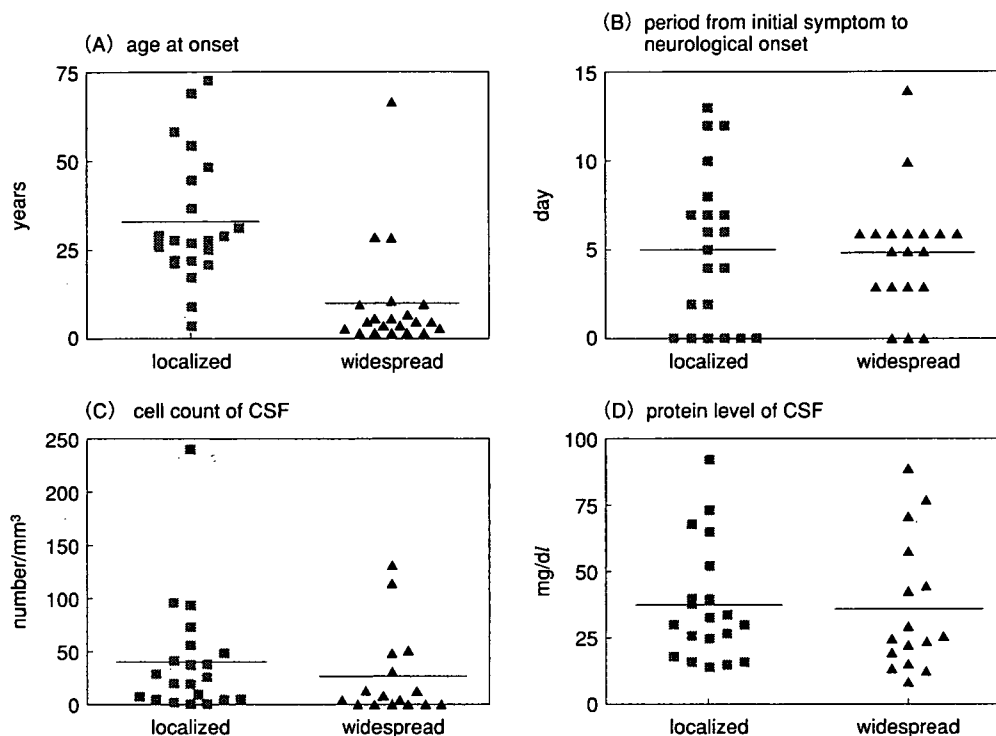 (A) age at onset
75
50
25
0
years
localized
widespread
(B) period from initial symptom to
neurological onset
15
10
5
0
day
localized
widespread
(C) cell count of CSF
250
200
150
100
50
0
number/mm³
localized
widespread
(D) protein level of CSF
100
75
50
25
0
mg/dl
localized
widespread